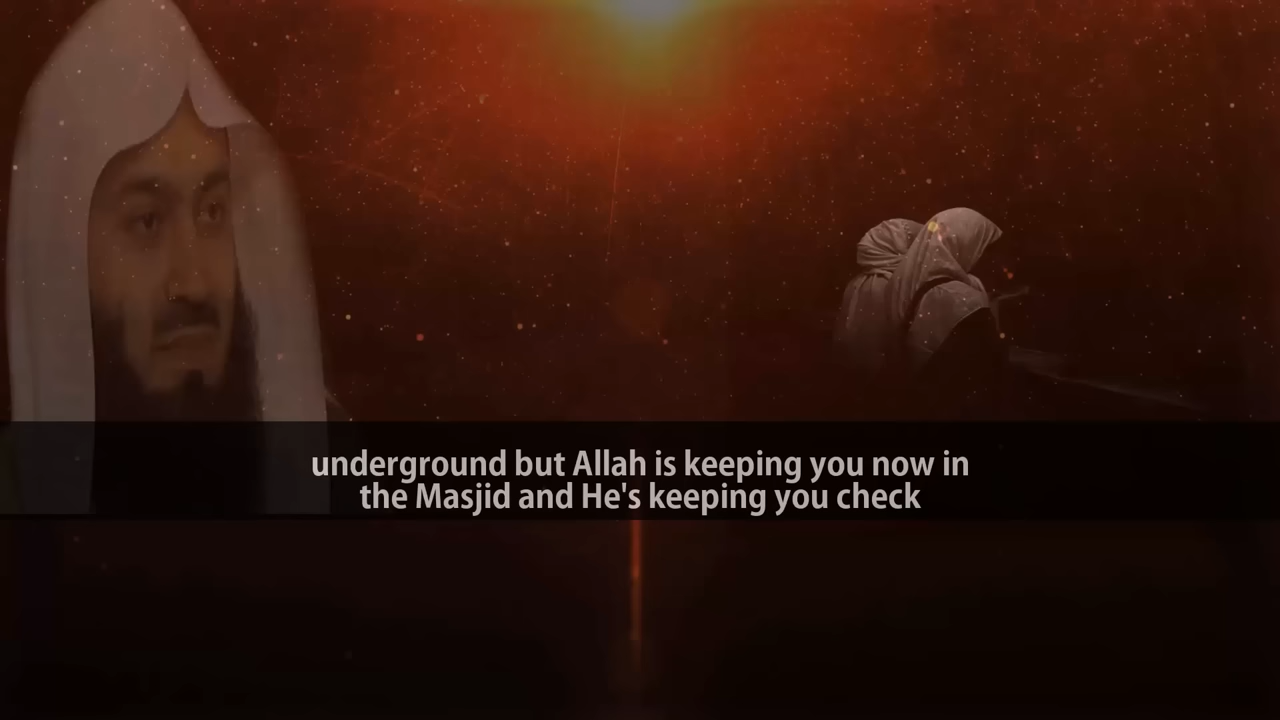 underground but Allah is keeping you now in
the Masjid and He's keeping you check